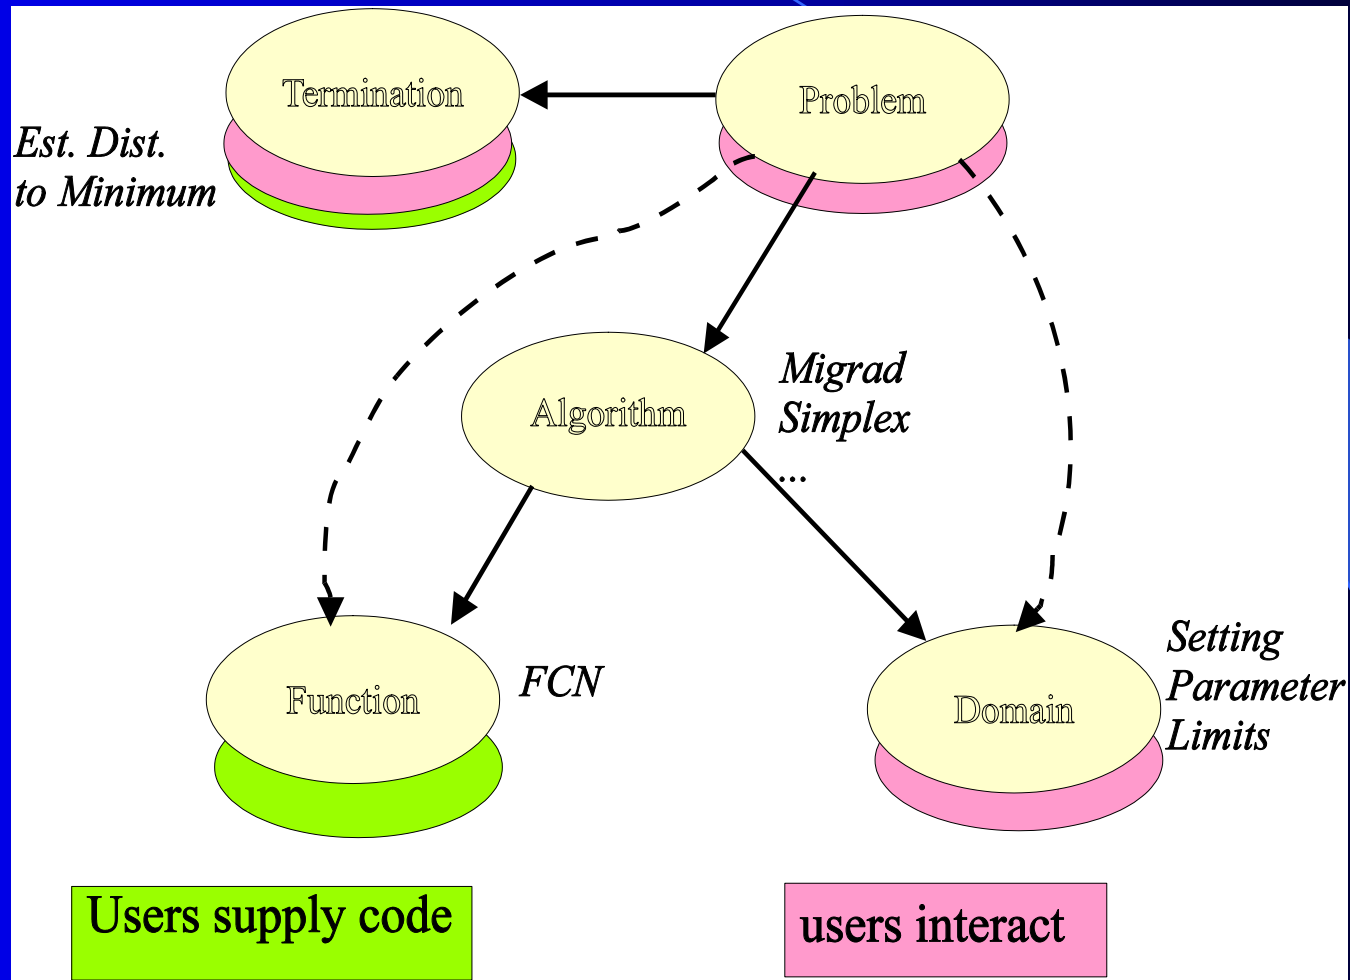 Termination
Problem
Est. Dist.
to Minimum
Algorithm
Migrad
Simplex
...
Function
FCN
Domain
Setting
Parameter
Limits
Users supply code
users interact